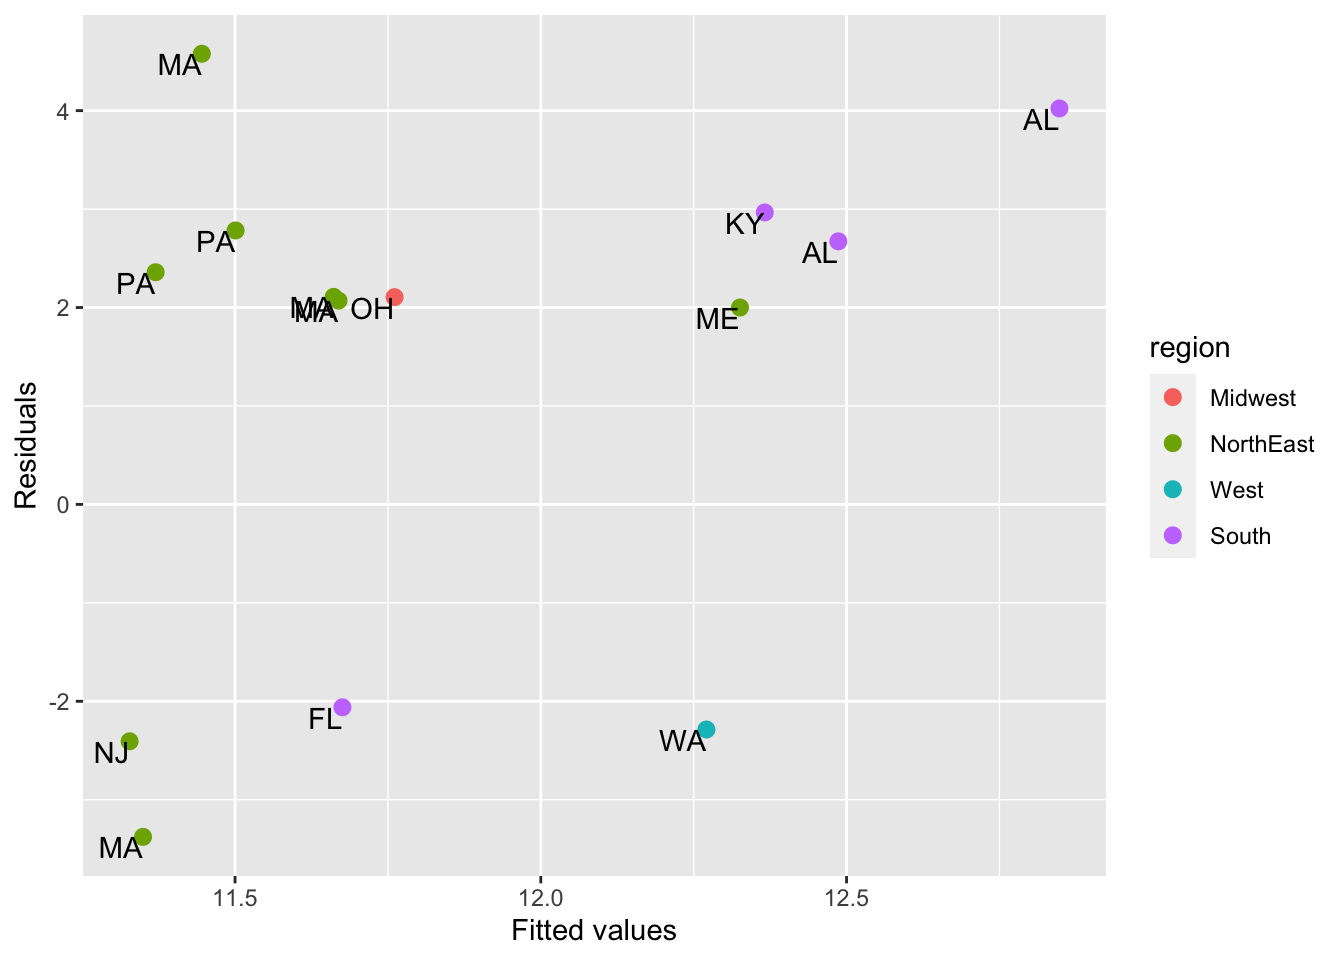 MA
AL
KY
PA
AL
PA
MA
MA
OH
ME
FL
WA
NJ
MA
4
2
0
-2
Residuals
11.5
12.0
12.5
Fitted values
region
Midwest
NorthEast
West
South